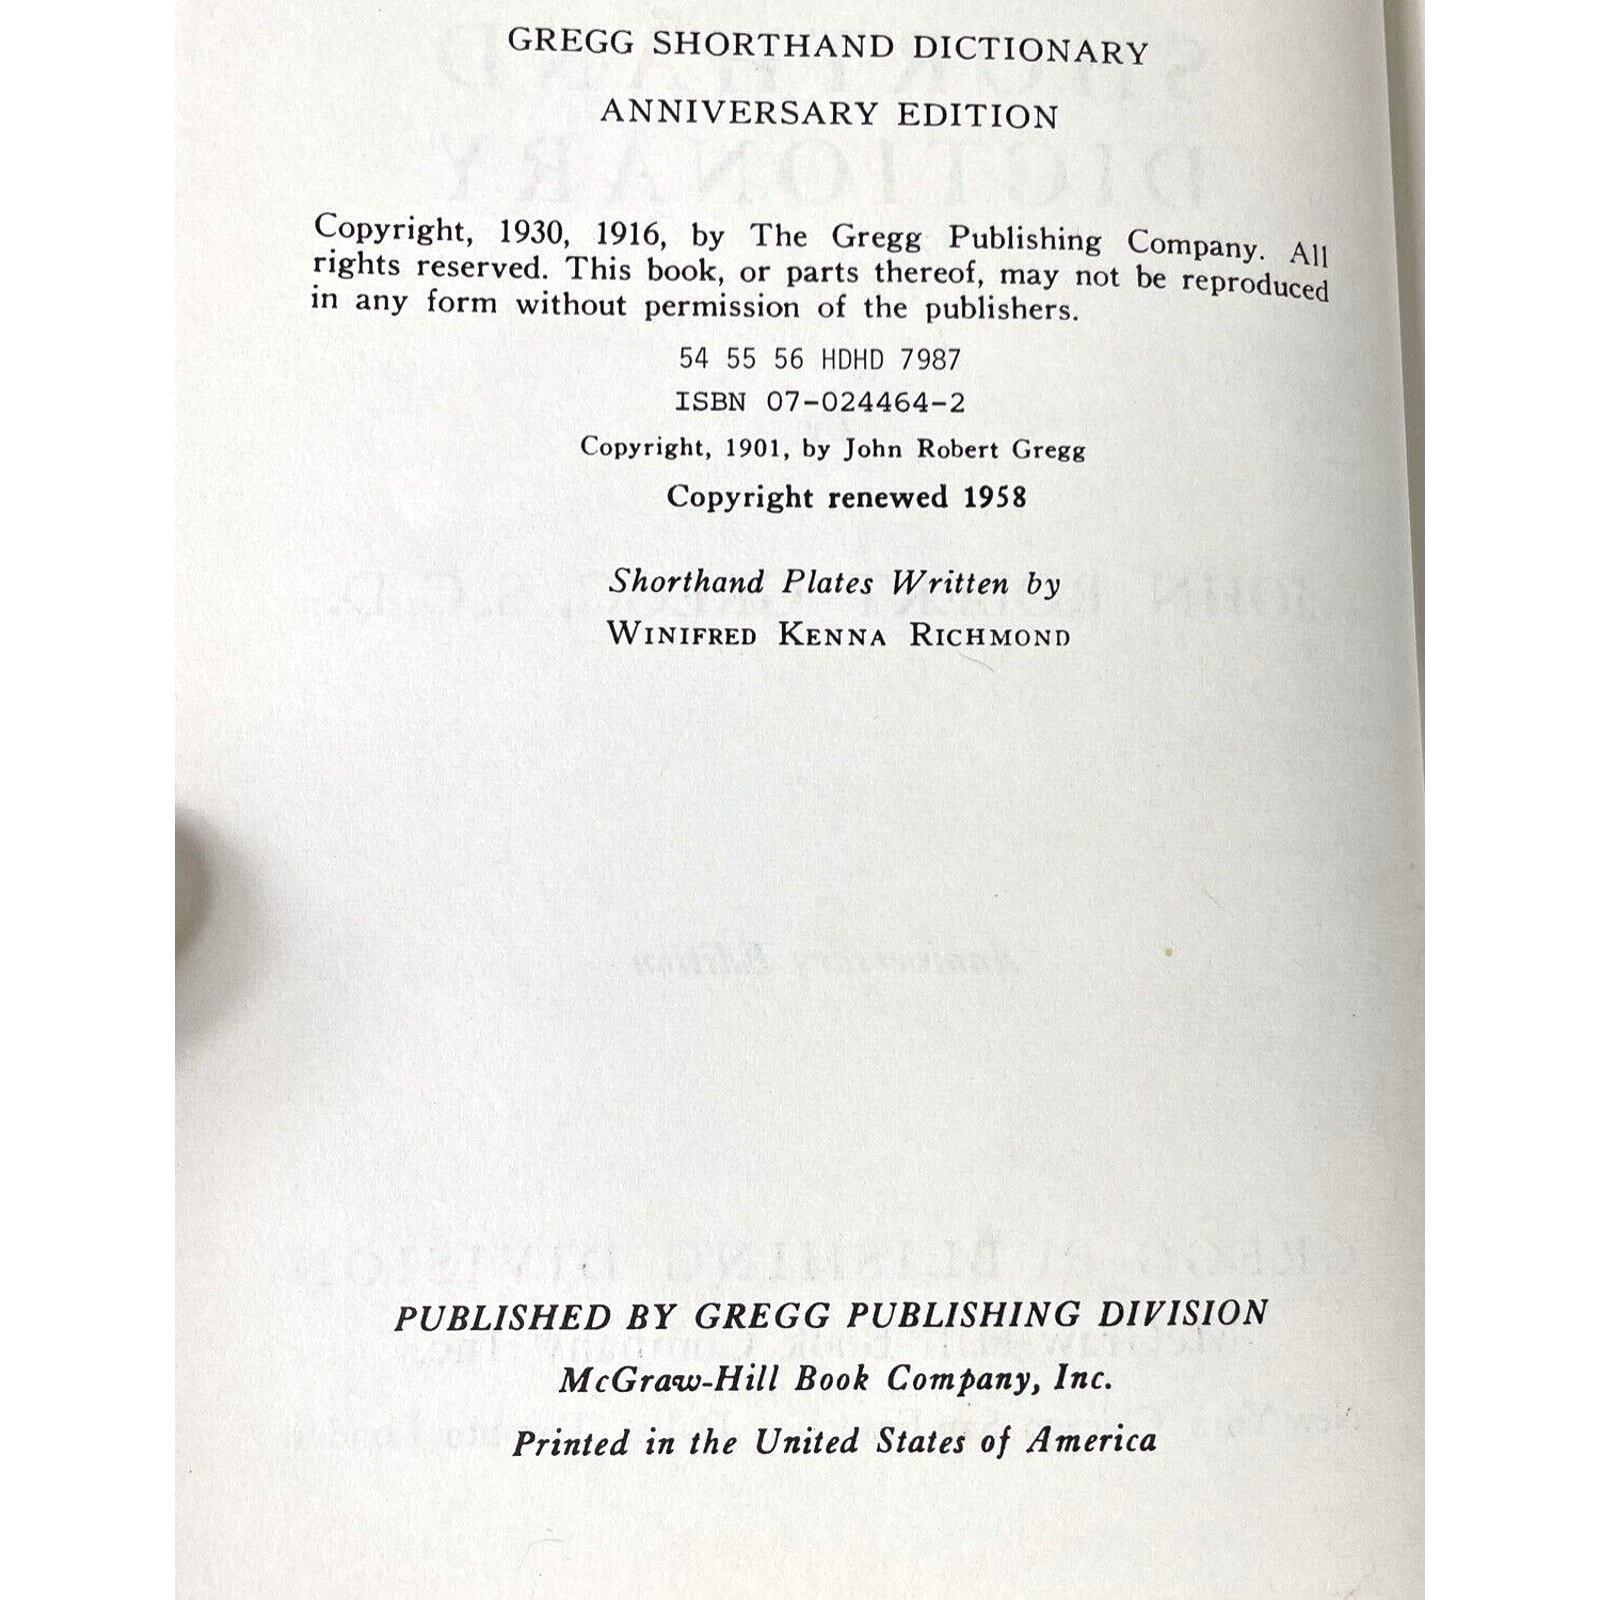 GREGG SHORTHAND DICTIONARY
ANNIVERSARY EDITION
Copyright, 1930, 1916, by The Gregg Publishing Company. All
rights reserved. This book, or parts thereof, may not be reproduced
in any form without permission of the publishers.
54 55 56 HDHD 7987
ISBN 07-024464-2
Copyright, 1901, by John Robert Gregg
Copyright renewed 1958
Shorthand Plates Written by
WINIFRED KENNA RICHMOND
PUBLISHED BY GREGG PUBLISHING DIVISION
McGraw-Hill Book Company, Inc.
Printed in the United States of America